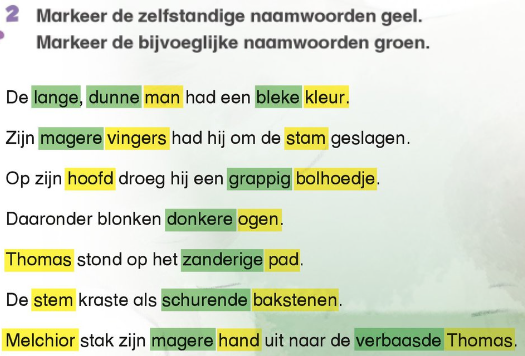 2 Markeer de zelfstandige naamwoorden geel.
Markeer de bijvoeglijke naamwoorden groen.
De lange, dunne man had een bleke kleur.
Zijn magere vingers had hij om de stam geslagen.
Op zijn hoofd droeg hij een grappig bolhoedje.
Daaronder blonken donkere ogen.
Thomas stond op het zanderige pad.
De stem kraste als schurende bakstenen.
Melchior stak zijn magere hand uit naar de verbaasde Thomas.